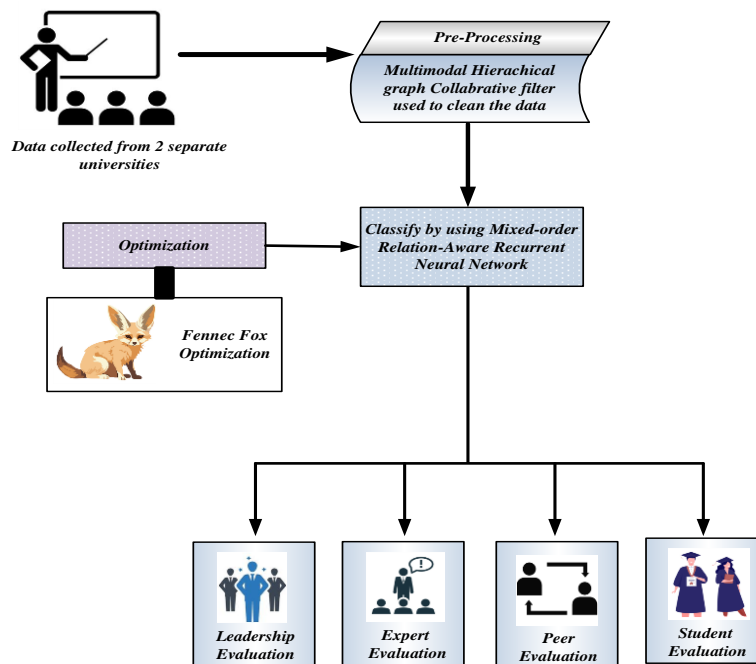 Pre-Processing
Multimodal Hierachical
graph Collabrative filter
used to clean the data
Data collected from 2 separate
universities
Optimization
Classify by using Mixed-order
Relation-Aware Recurrent
Neural Network
Fennec Fox
Optimization
Leadership
Evaluation
Expert
Evaluation
Peer
Evaluation
Student
Evaluation